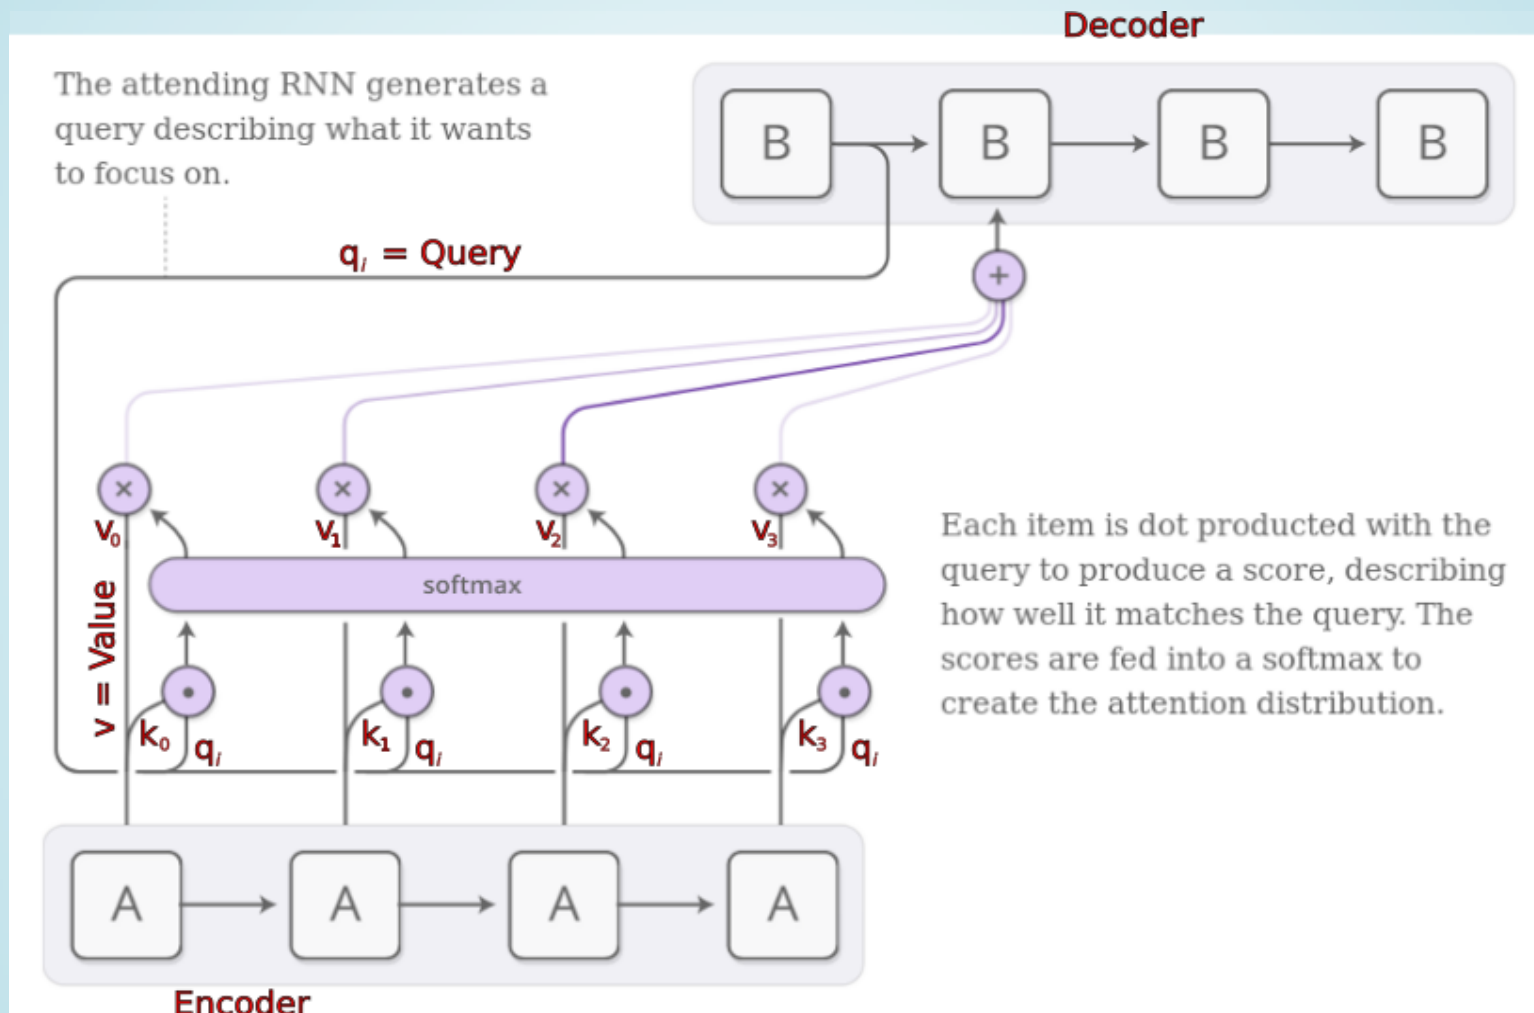 Decoder
The attending RNN generates a
query describing what it wants
to focus on.
B B B B
qᵢ = Query
+
× × × ×
v₀ v₁ v₂ v₃
Each item is dot producted with the
query to produce a score, describing
how well it matches the query. The
scores are fed into a softmax to
create the attention distribution.
softmax
v = Value
k₀ qᵢ k₁ qᵢ k₂ qᵢ k₃ qᵢ
A A A A
Encoder